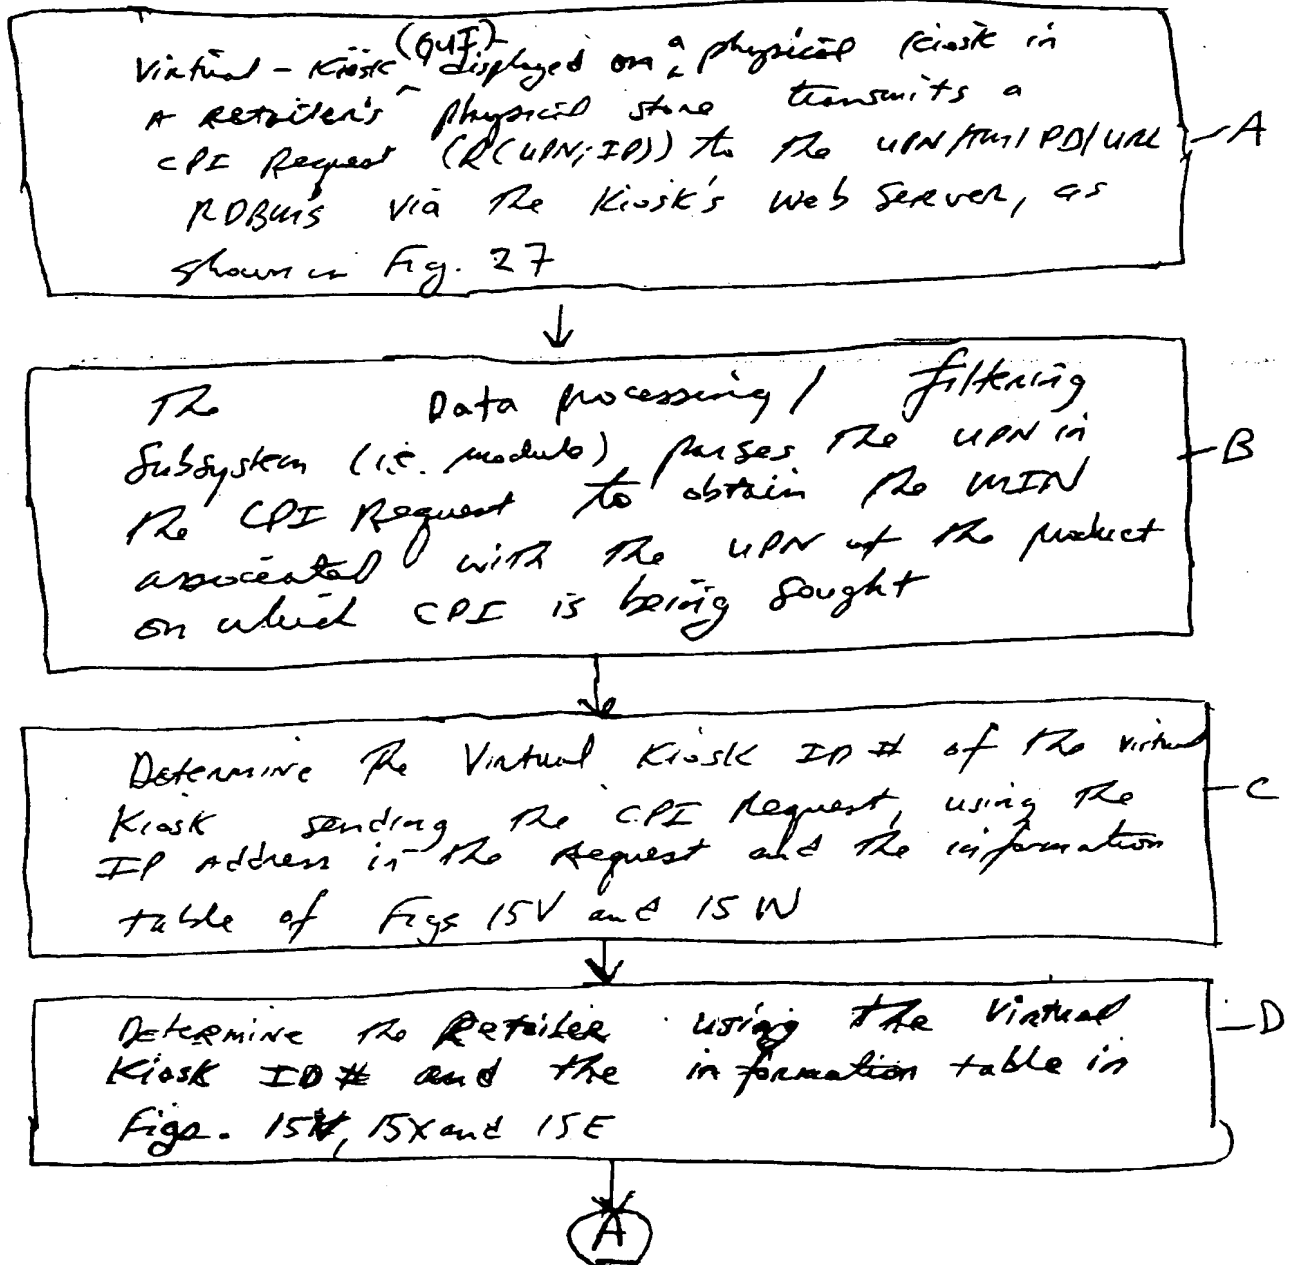 Virtual-Kiosk (GUI) displayed on a physical Kiosk in
A Retailer's physical store transmits a
CPI Request (R(UPN; IP)) to the UPN/TM/PD/URL
RDBMS via the Kiosk's Web Server, as
shown in Fig. 27
A
The Data processing/ filtering
Subsystem (i.e. module) parses the UPN in
the CPI Request to obtain the MIN
associated with the UPN of the product
on which CPI is being sought
B
Determine the Virtual Kiosk ID # of the virtual
Kiosk sending the CPI Request, using the
IP Address in the Request and the information
table of Figs 15V and 15W
C
Determine the Retailer using the Virtual
Kiosk ID # and the information table in
Figs. 15X and 15E
D
A